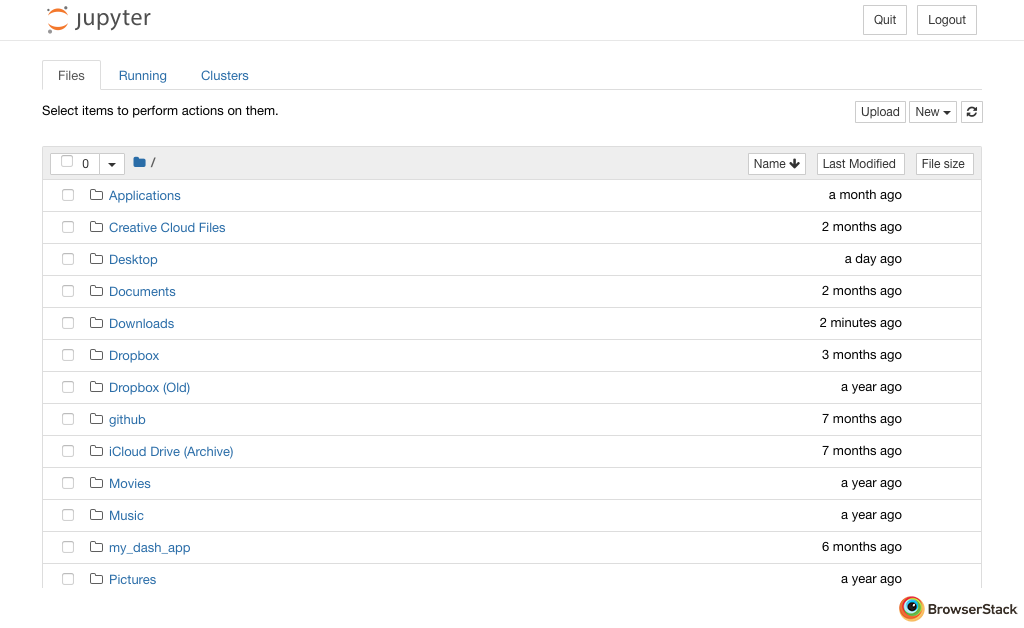 jupyter Quit Logout
Files Running Clusters
Select items to perform actions on them. Upload New
0 / Name Last Modified File size
Applications a month ago
Creative Cloud Files 2 months ago
Desktop a day ago
Documents 2 months ago
Downloads 2 minutes ago
Dropbox 3 months ago
Dropbox (Old) a year ago
github 7 months ago
iCloud Drive (Archive) 7 months ago
Movies a year ago
Music a year ago
my_dash_app 6 months ago
Pictures a year ago
BrowserStack